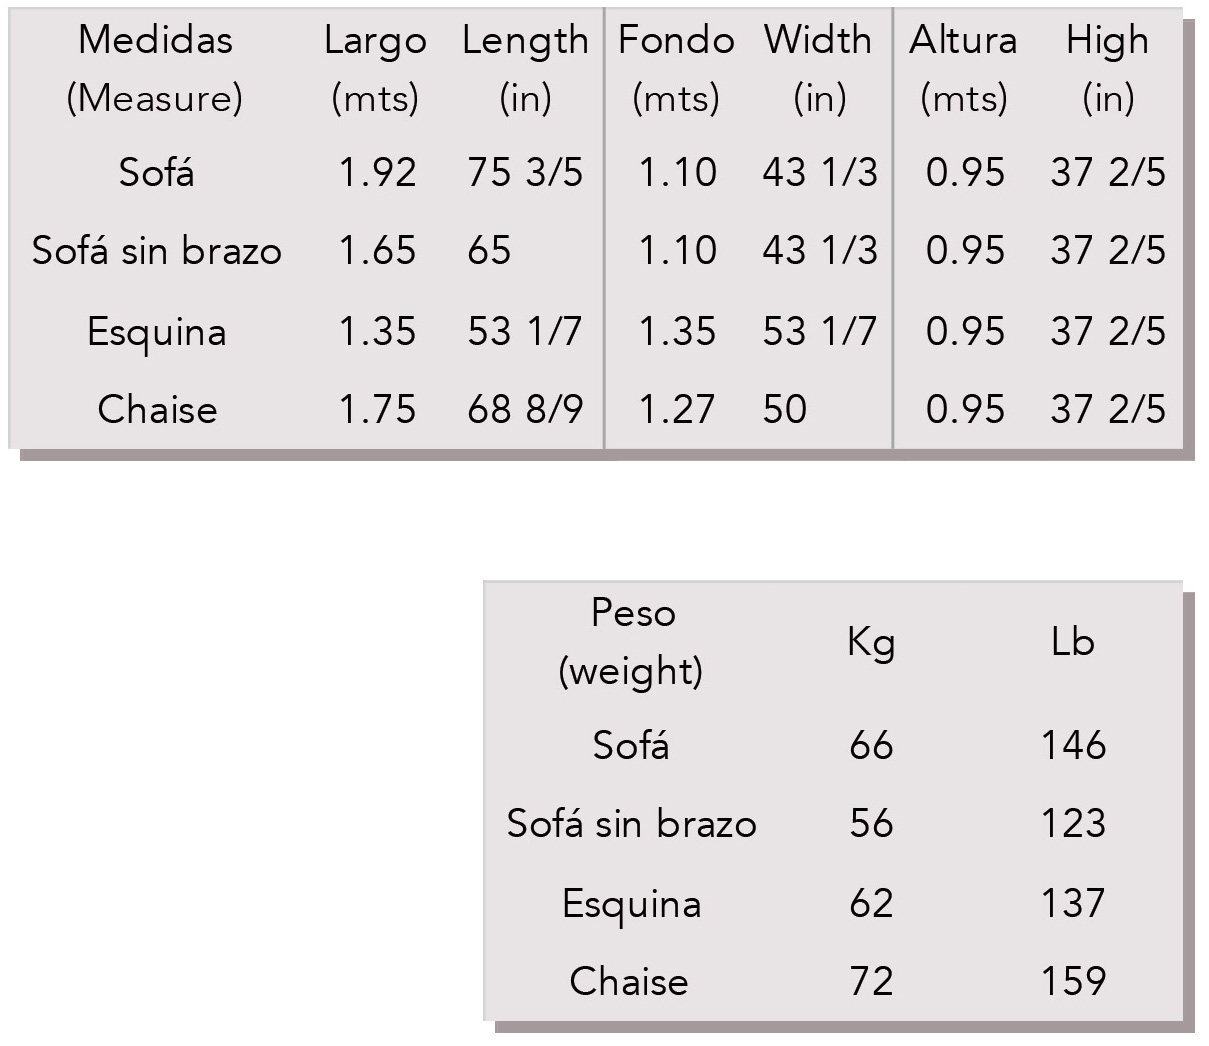 Medidas Largo Length Fondo Width Altura High
(Measure) (mts) (in) (mts) (in) (mts) (in)
Sofá 1.92 75 3/5 1.10 43 1/3 0.95 37 2/5
Sofá sin brazo 1.65 65 1.10 43 1/3 0.95 37 2/5
Esquina 1.35 53 1/7 1.35 53 1/7 0.95 37 2/5
Chaise 1.75 68 8/9 1.27 50 0.95 37 2/5
Peso
(weight) Kg Lb
Sofá 66 146
Sofá sin brazo 56 123
Esquina 62 137
Chaise 72 159